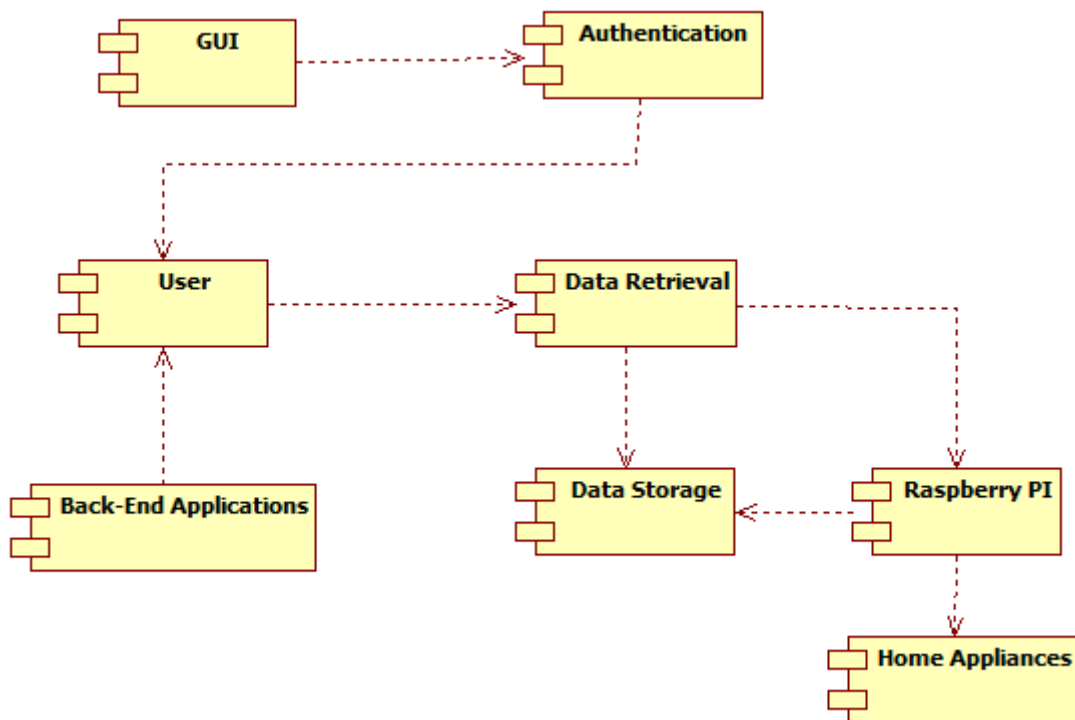 GUI
Authentication
User
Data Retrieval
Back-End Applications
Data Storage
Raspberry PI
Home Appliances